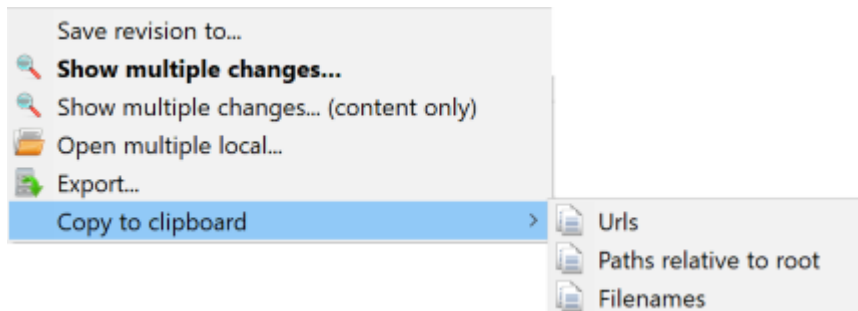 Save revision to...
Show multiple changes...
Show multiple changes... (content only)
Open multiple local...
Export...
Copy to clipboard
Urls
Paths relative to root
Filenames